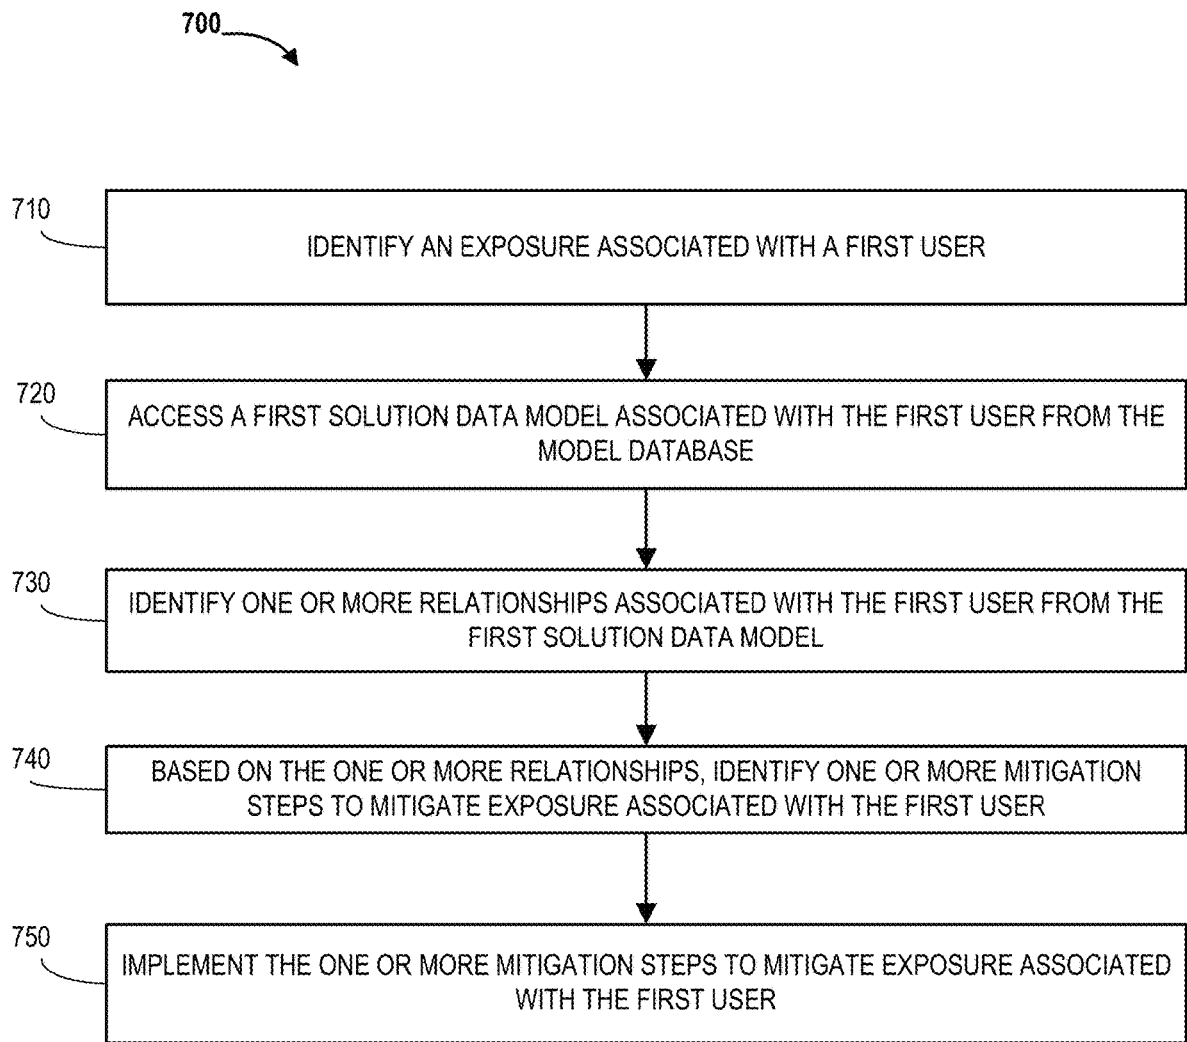 700
710
IDENTIFY AN EXPOSURE ASSOCIATED WITH A FIRST USER
720
ACCESS A FIRST SOLUTION DATA MODEL ASSOCIATED WITH THE FIRST USER FROM THE
MODEL DATABASE
730
IDENTIFY ONE OR MORE RELATIONSHIPS ASSOCIATED WITH THE FIRST USER FROM THE
FIRST SOLUTION DATA MODEL
740
BASED ON THE ONE OR MORE RELATIONSHIPS, IDENTIFY ONE OR MORE MITIGATION
STEPS TO MITIGATE EXPOSURE ASSOCIATED WITH THE FIRST USER
750
IMPLEMENT THE ONE OR MORE MITIGATION STEPS TO MITIGATE EXPOSURE ASSOCIATED
WITH THE FIRST USER